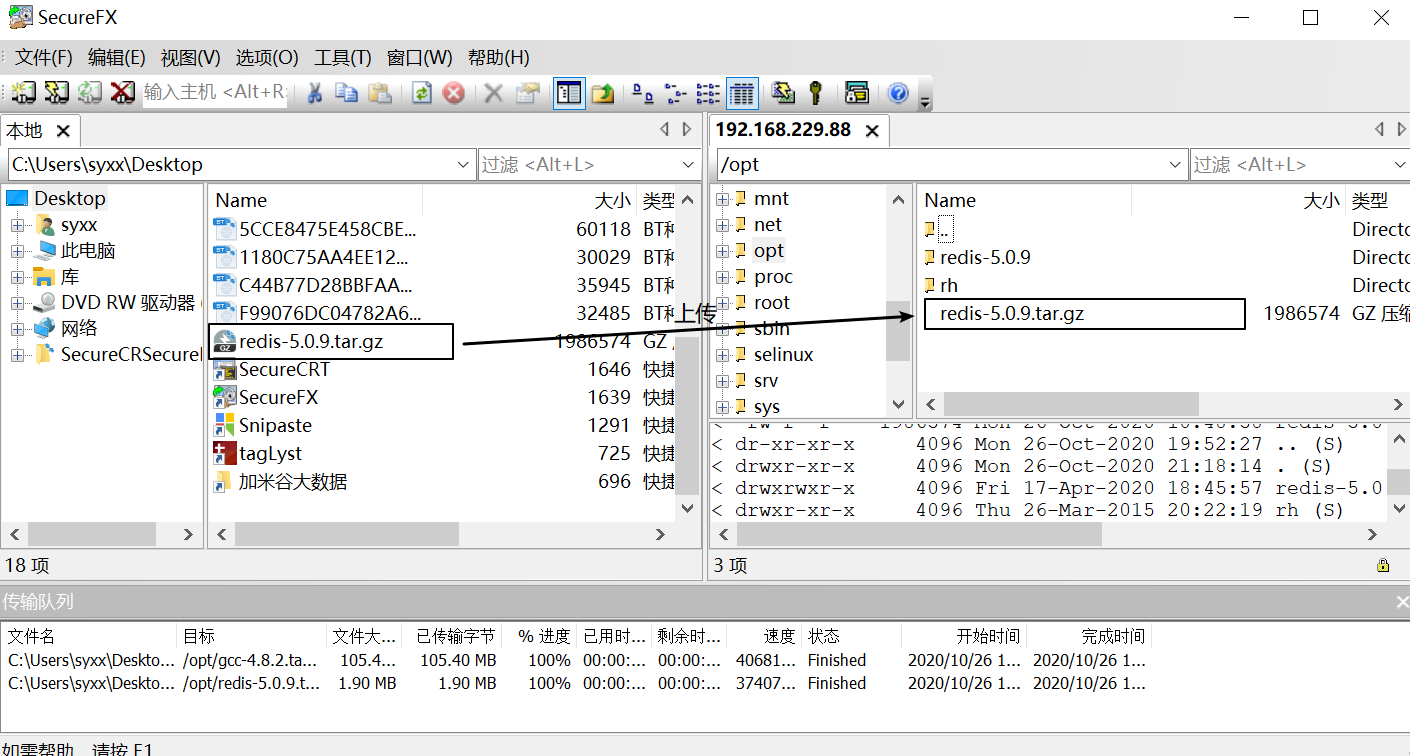 SecureFX
文件(F) 编辑(E) 视图(V) 选项(O) 工具(T) 窗口(W) 帮助(H)
输入主机 <Alt+R>
本地
192.168.229.88
C:\Users\syxx\Desktop
过滤 <Alt+L>
/opt
过滤 <Alt+L>
Desktop
syxx
此电脑
库
DVD RW 驱动器
网络
SecureCRSecureF
Name 大小 类型
5CCE8475E458CBE... 60118 BT种
1180C75AA4EE12... 30029 BT种
C44B77D28BBFAA... 35945 BT种
F99076DC04782A6... 32485 BT种
redis-5.0.9.tar.gz 1986574 GZ
SecureCRT 1646 快捷
SecureFX 1639 快捷
Snipaste 1291 快捷
tagLyst 725 快捷
加米谷大数据 696 快捷
上传
mnt
net
opt
proc
root
sbin
selinux
srv
sys
Name 大小 类型
.. Directo
redis-5.0.9 Directo
rh Directo
redis-5.0.9.tar.gz 1986574 GZ 压缩
< dr-xr-xr-x 4096 Mon 26-Oct-2020 19:52:27 .. (S)
< drwxr-xr-x 4096 Mon 26-Oct-2020 21:18:14 . (S)
< drwxrwxr-x 4096 Fri 17-Apr-2020 18:45:57 redis-5.0
< drwxr-xr-x 4096 Thu 26-Mar-2015 20:22:19 rh (S)
18 项
3 项
传输队列
文件名 目标 文件大... 已传输字节 % 进度 已用时... 剩余时... 速度 状态 开始时间 完成时间
C:\Users\syxx\Deskto... /opt/gcc-4.8.2.ta... 105.4... 105.40 MB 100% 00:00:... 00:00:... 40681... Finished 2020/10/26 1... 2020/10/26 1...
C:\Users\syxx\Deskto... /opt/redis-5.0.9.t... 1.90 MB 1.90 MB 100% 00:00:... 00:00:... 37407... Finished 2020/10/26 1... 2020/10/26 1...
如需帮助，请按 F1